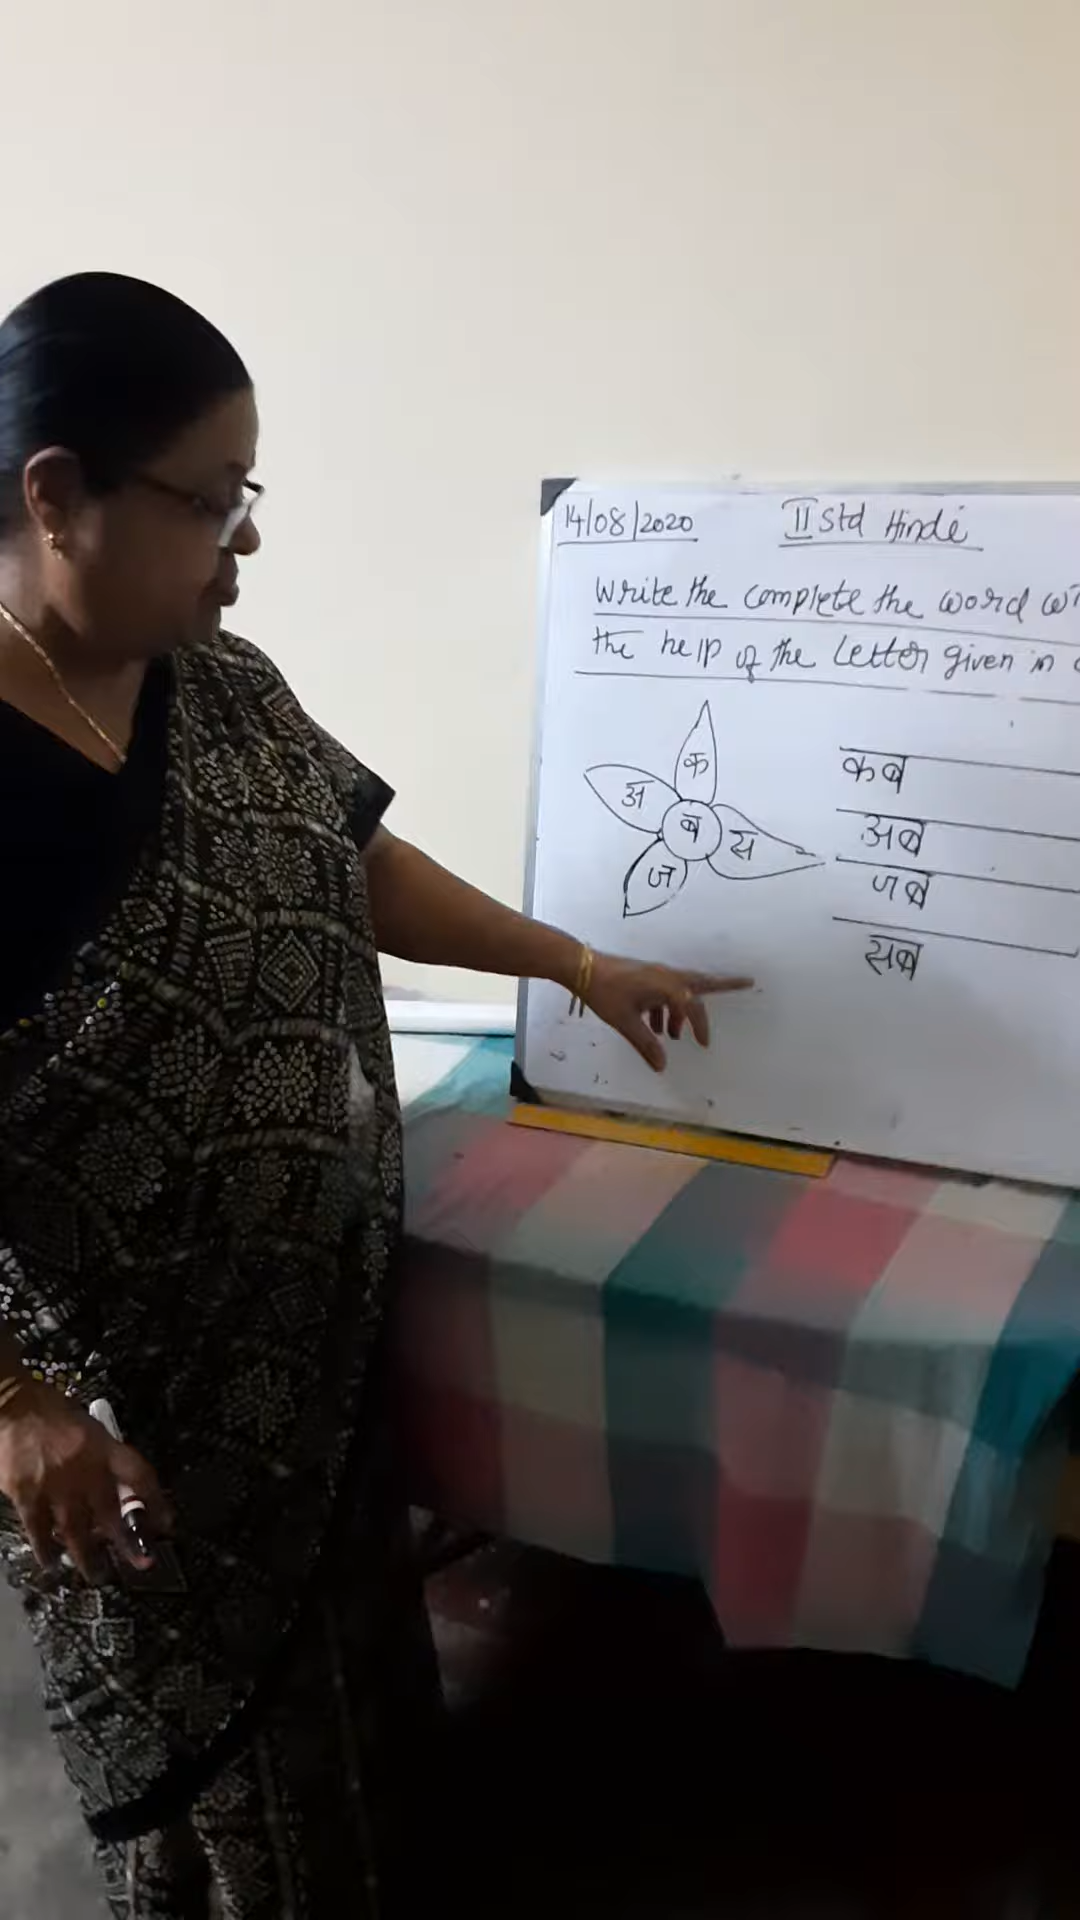 14/08/2020 II Std Hindi
Write the complete the word
the help of the Letter given in
क
अ
ब
स
ज
कब
अब
जब
सब